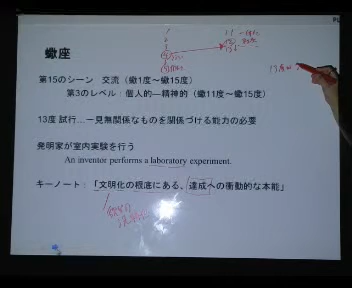 蠍座
第15のシーン　交流（蠍1度～蠍15度）
第3のレベル：個人的―精神的（蠍11度～蠍15度）
13度 試行…一見無関係なものを関係づける能力の必要
発明家が室内実験を行う
An inventor performs a laboratory experiment.
キーノート：「文明化の根底にある、達成への衝動的な本能」